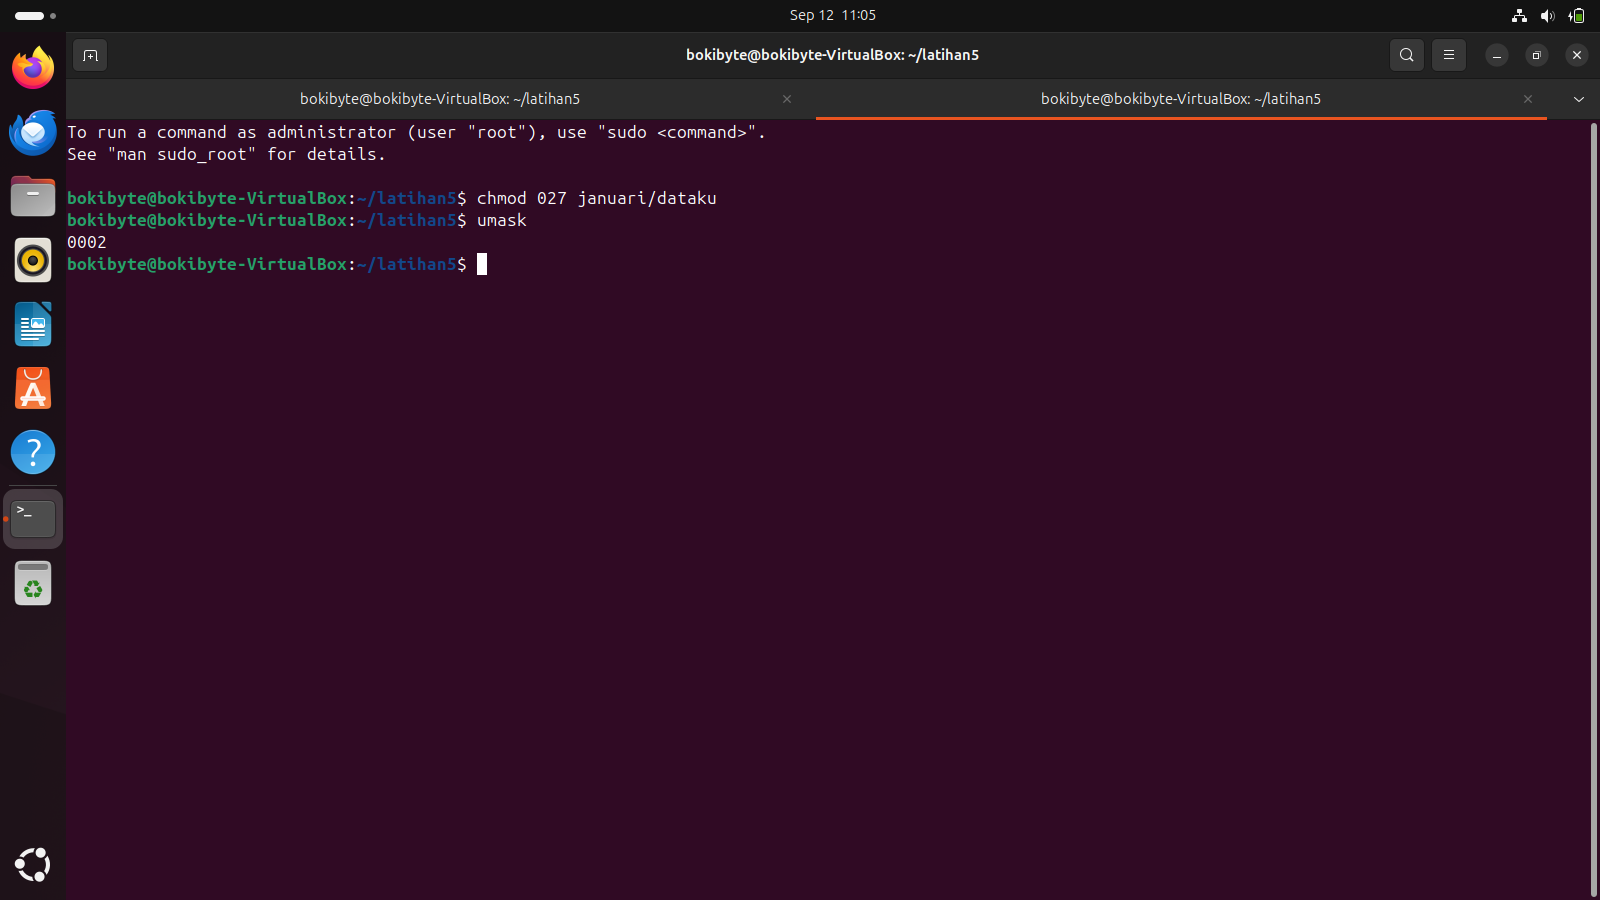 Sep 12 11:05
bokibyte@bokibyte-VirtualBox: ~/latihan5
bokibyte@bokibyte-VirtualBox: ~/latihan5
bokibyte@bokibyte-VirtualBox: ~/latihan5
To run a command as administrator (user "root"), use "sudo <command>".
See "man sudo_root" for details.
bokibyte@bokibyte-VirtualBox:~/latihan5$ chmod 027 januari/dataku
bokibyte@bokibyte-VirtualBox:~/latihan5$ umask
0002
bokibyte@bokibyte-VirtualBox:~/latihan5$